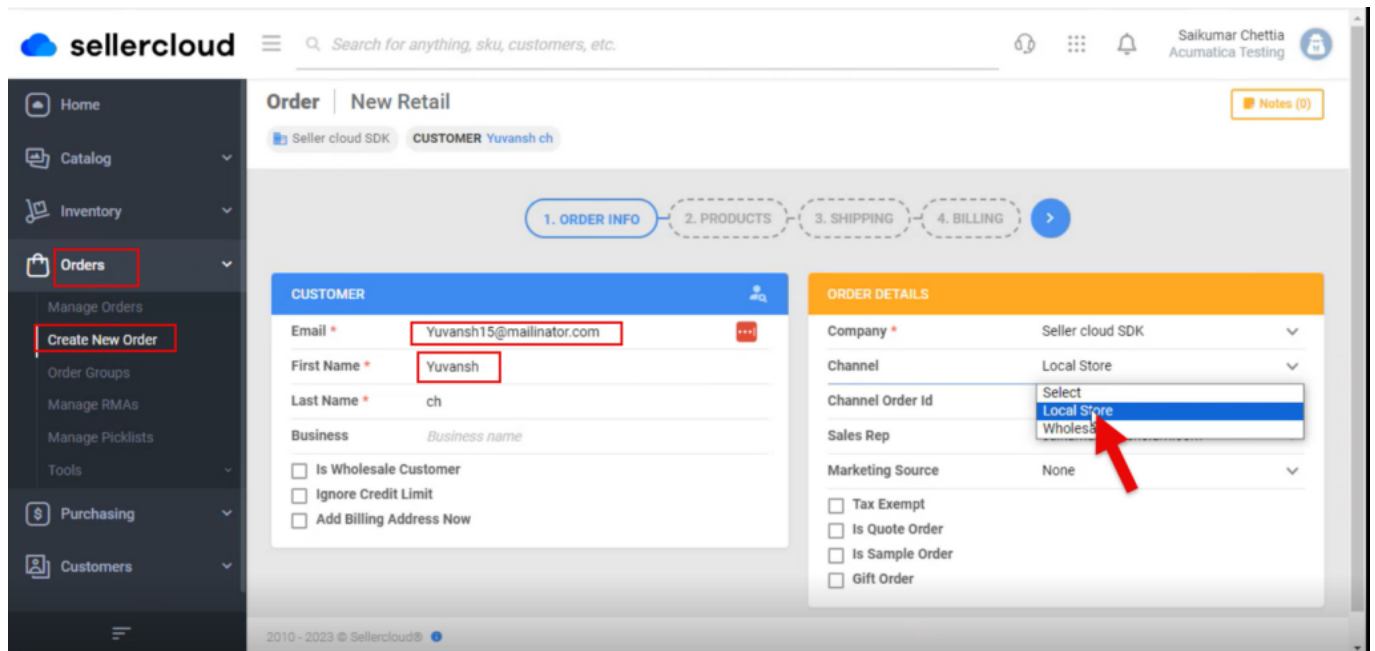 sellercloud
Search for anything, sku, customers, etc.
Saikumar Chettia
Acumatica Testing
Home
Catalog
Inventory
Orders
Manage Orders
Create New Order
Order Groups
Manage RMAs
Manage Picklists
Tools
Purchasing
Customers
Order | New Retail
Notes (0)
Seller cloud SDK CUSTOMER Yuvansh ch
1. ORDER INFO 2. PRODUCTS 3. SHIPPING 4. BILLING
CUSTOMER
Email * Yuvansh15@mailinator.com
First Name * Yuvansh
Last Name * ch
Business Business name
Is Wholesale Customer
Ignore Credit Limit
Add Billing Address Now
ORDER DETAILS
Company * Seller cloud SDK
Channel Local Store
Select
Channel Order Id
Local Store
Sales Rep
Marketing Source None
Tax Exempt
Is Quote Order
Is Sample Order
Gift Order
2010 - 2023 © Sellercloud®